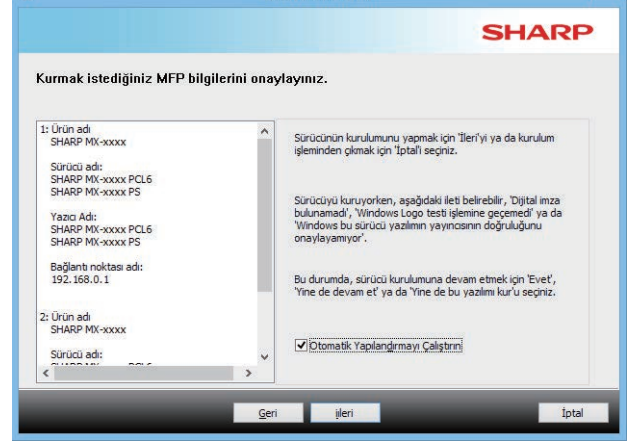 SHARP
Kurmak istediğiniz MFP bilgilerini onaylayınız.
1: Ürün adı
SHARP MX-xxxx
Sürücü adı:
SHARP MX-xxxx PCL6
SHARP MX-xxxx PS
Yazıcı Adı:
SHARP MX-xxxx PCL6
SHARP MX-xxxx PS
Bağlantı noktası adı:
192.168.0.1
2: Ürün adı
SHARP MX-xxxx
Sürücü adı:
Sürücünün kurulumunu yapmak için 'İleri'yi ya da kurulum
işleminden çıkmak için 'İptal'i seçiniz.
Sürücüyü kuruyorken, aşağıdaki ileti belirebilir, 'Dijital imza
bulunamadı', 'Windows Logo testi işlemine geçemedi' ya da
'Windows bu sürücü yazılımın yayıncısının doğruluğunu
onaylayamıyor'.
Bu durumda, sürücü kurulumuna devam etmek için 'Evet',
'Yine de devam et' ya da 'Yine de bu yazılımı kur'u seçiniz.
Otomatik Yapılandırmayı Çalıştırın
Geri
İleri
İptal